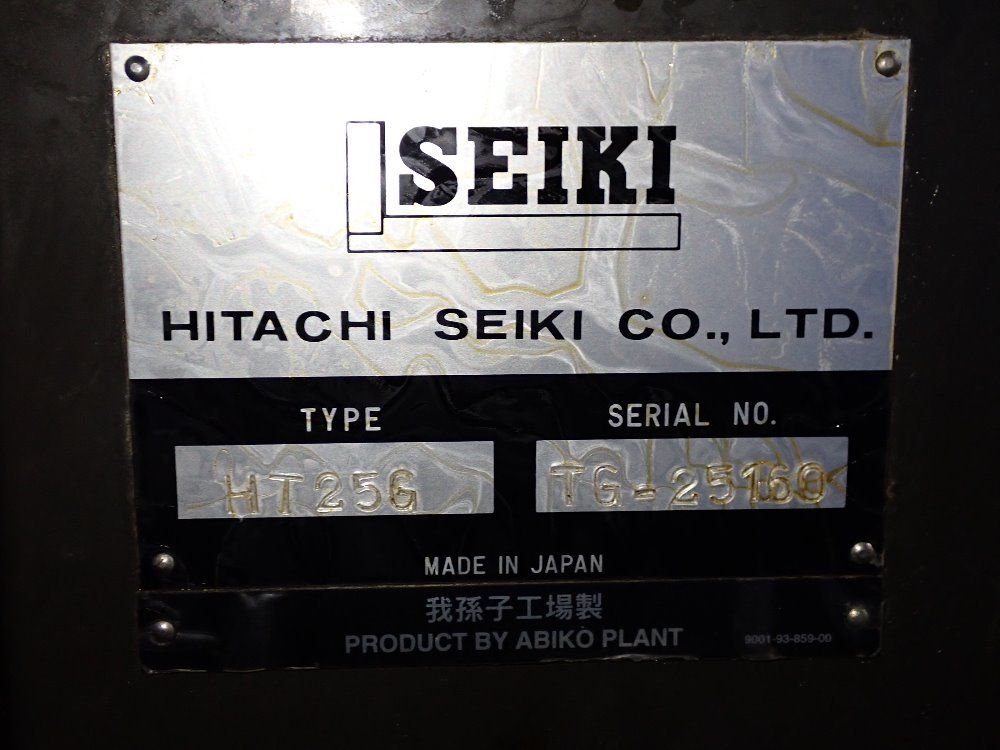 SEIKI
HITACHI SEIKI CO., LTD.
TYPE SERIAL NO.
HT25G TG-25160
MADE IN JAPAN
我孫子工場製
PRODUCT BY ABIKO PLANT 9001-93-859-00